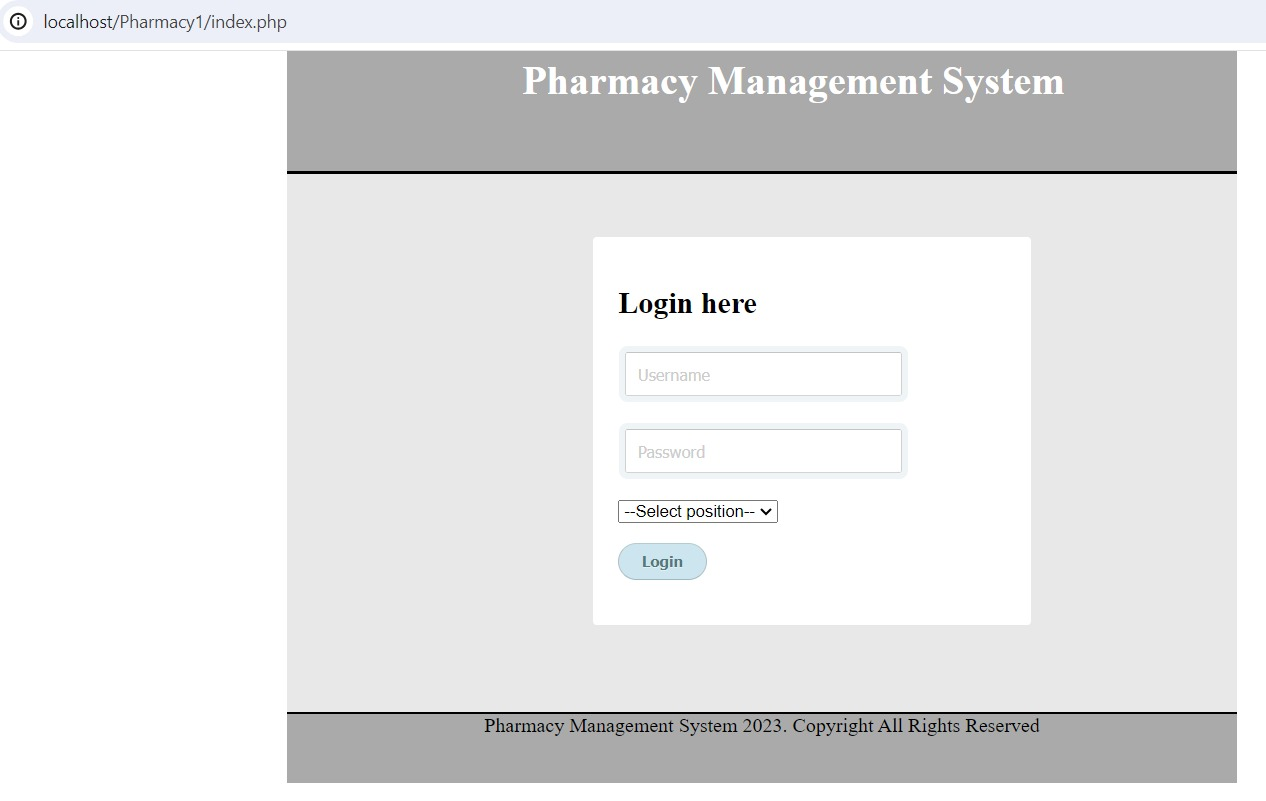 localhost/Pharmacy1/index.php
Pharmacy Management System
Login here
Username
Password
--Select position--
Login
Pharmacy Management System 2023. Copyright All Rights Reserved